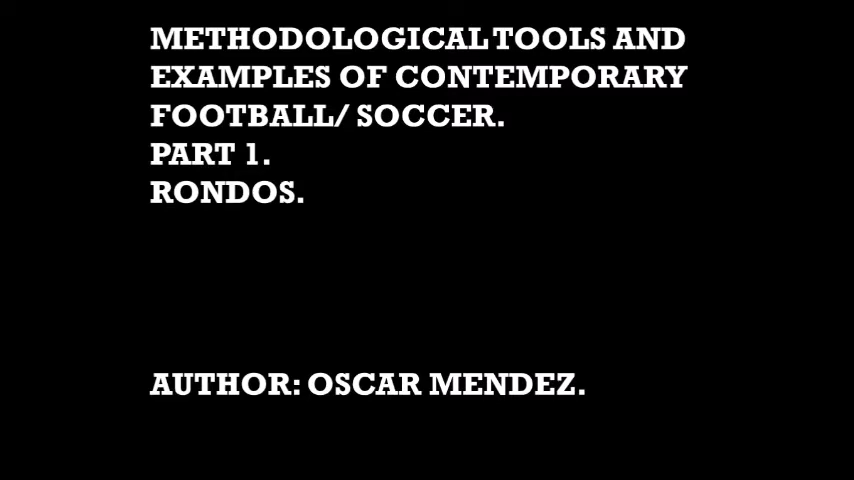 METHODOLOGICAL TOOLS AND
EXAMPLES OF CONTEMPORARY
FOOTBALL/ SOCCER.
PART 1.
RONDOS.
AUTHOR: OSCAR MENDEZ.